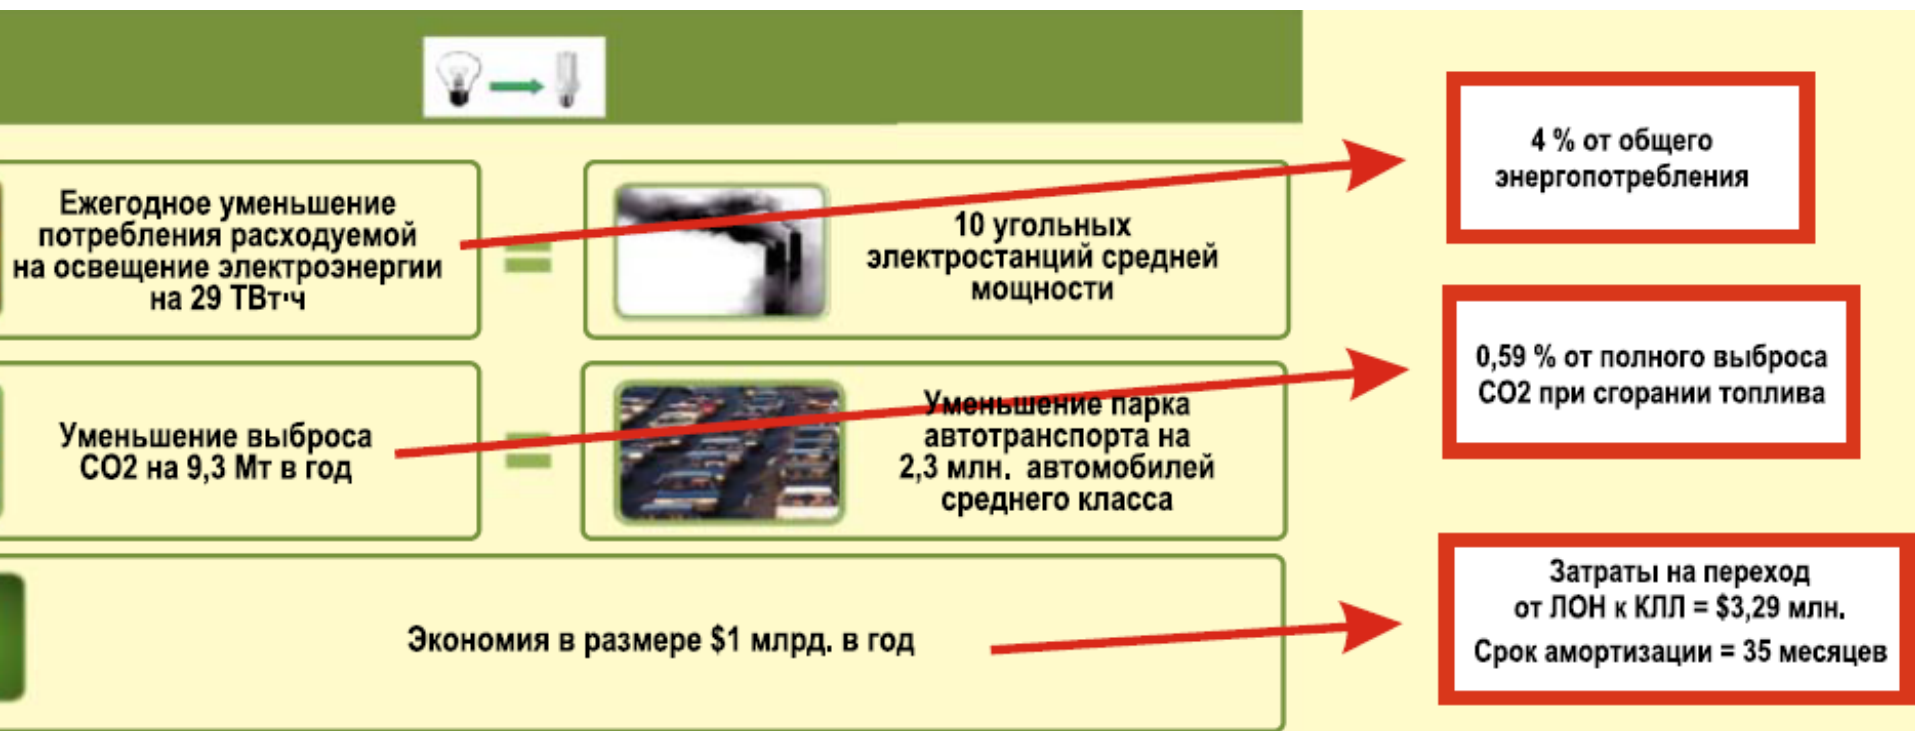 4 % от общего
энергопотребления
Ежегодное уменьшение
потребления расходуемой
на освещение электроэнергии
на 29 ТВт·ч
=
10 угольных
электростанций средней
мощности
0,59 % от полного выброса
СО2 при сгорании топлива
Уменьшение выброса
СО2 на 9,3 Мт в год
=
Уменьшение парка
автотранспорта на
2,3 млн. автомобилей
среднего класса
Экономия в размере $1 млрд. в год
Затраты на переход
от ЛОН к КЛЛ = $3,29 млн.
Срок амортизации = 35 месяцев